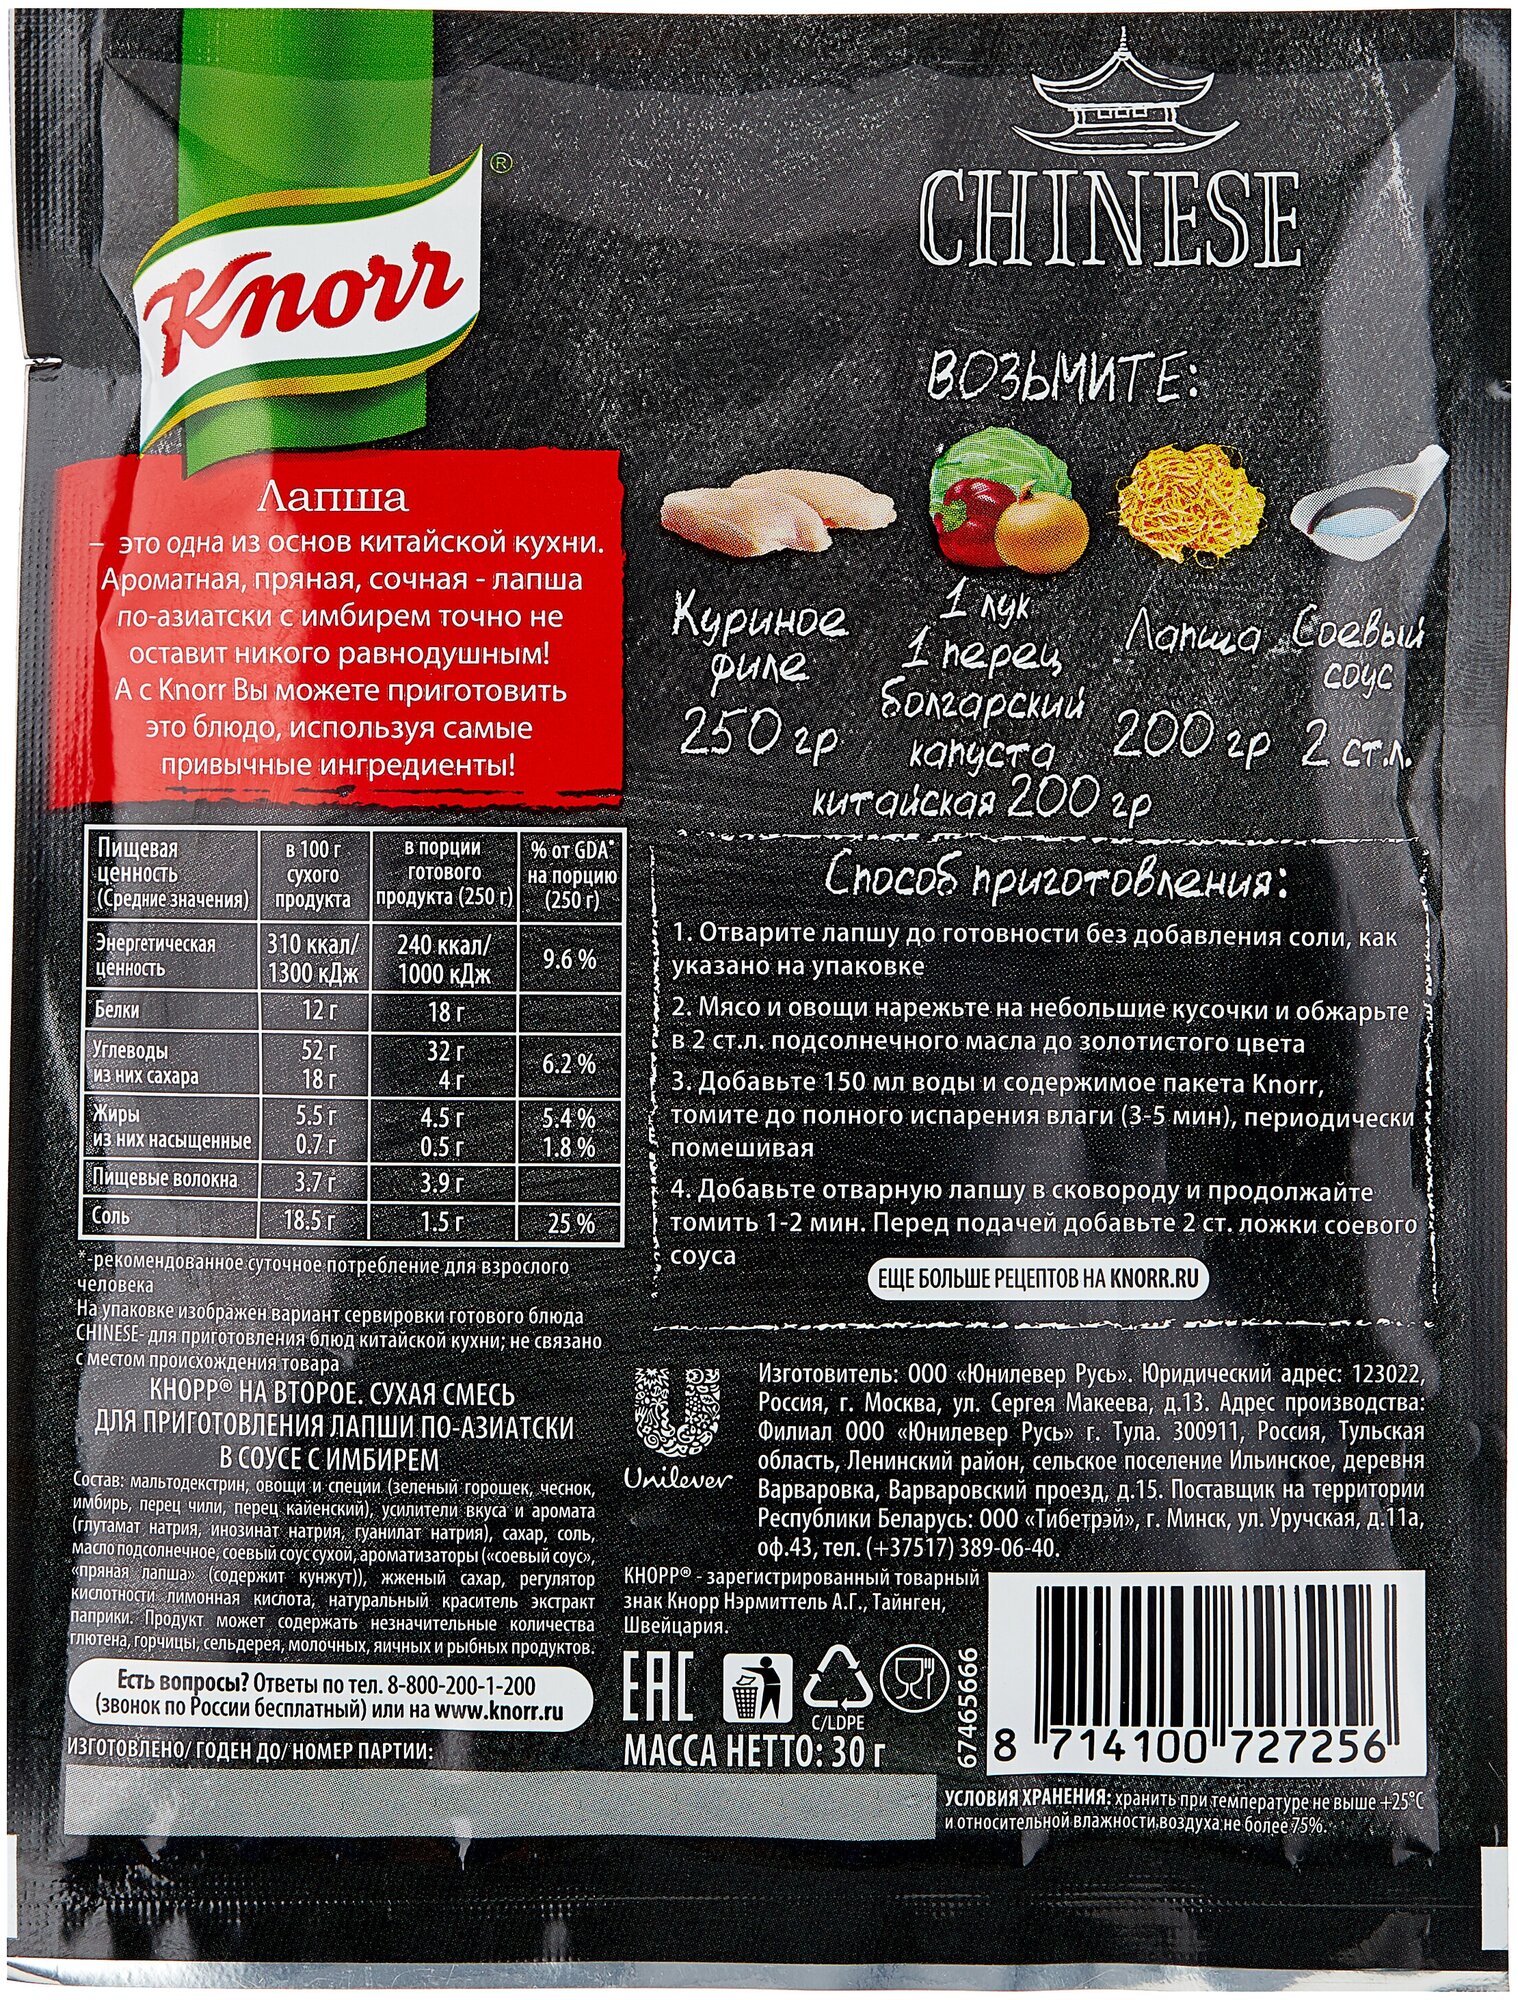 Knorr®
CHINESE
ВОЗЬМИТЕ:
Лапша
– это одна из основ китайской кухни.
Ароматная, пряная, сочная - лапша
по-азиатски с имбирем точно не
оставит никого равнодушным!
А с Knorr Вы можете приготовить
это блюдо, используя самые
привычные ингредиенты!
Куриное
филе
250 гр
1 лук
1 перец
болгарский
капуста
китайская 200 гр
Лапша
200 гр
Соевый
соус
2 ст.л.
Пищевая
ценность
(Средние значения)
в 100 г
сухого
продукта
в порции
готового
продукта (250 г)
% от GDA*
на порцию
(250 г)
Энергетическая
ценность
310 ккал/
1300 кДж
240 ккал/
1000 кДж
9.6 %
Белки 12 г 18 г
Углеводы 52 г 32 г
из них сахара 18 г 4 г
6.2 %
Жиры 5.5 г 4.5 г 5.4 %
из них насыщенные 0.7 г 0.5 г 1.8 %
Пищевые волокна 3.7 г 3.9 г
Соль 18.5 г 1.5 г 25 %
*-рекомендованное суточное потребление для взрослого
человека
На упаковке изображен вариант сервировки готового блюда
CHINESE- для приготовления блюд китайской кухни; не связано
с местом происхождения товара
Способ приготовления:
1. Отварите лапшу до готовности без добавления соли, как
указано на упаковке
2. Мясо и овощи нарежьте на небольшие кусочки и обжарьте
в 2 ст.л. подсолнечного масла до золотистого цвета
3. Добавьте 150 мл воды и содержимое пакета Knorr,
томите до полного испарения влаги (3-5 мин), периодически
помешивая
4. Добавьте отварную лапшу в сковороду и продолжайте
томить 1-2 мин. Перед подачей добавьте 2 ст. ложки соевого
соуса
ЕЩЕ БОЛЬШЕ РЕЦЕПТОВ НА KNORR.RU
КНОРР® НА ВТОРОЕ. СУХАЯ СМЕСЬ
ДЛЯ ПРИГОТОВЛЕНИЯ ЛАПШИ ПО-АЗИАТСКИ
В СОУСЕ С ИМБИРЕМ
Состав: мальтодекстрин, овощи и специи (зеленый горошек, чеснок,
имбирь, перец чили, перец кайенский), усилители вкуса и аромата
(глутамат натрия, инозинат натрия, гуанилат натрия), сахар, соль,
масло подсолнечное, соевый соус сухой, ароматизаторы («соевый соус»,
«пряная лапша» (содержит кунжут)), жженый сахар, регулятор
кислотности лимонная кислота, натуральный краситель экстракт
паприки. Продукт может содержать незначительные количества
глютена, горчицы, сельдерея, молочных, яичных и рыбных продуктов.
Есть вопросы? Ответы по тел. 8-800-200-1-200
(звонок по России бесплатный) или на www.knorr.ru
ИЗГОТОВЛЕНО/ ГОДЕН ДО/ НОМЕР ПАРТИИ:
Unilever
Изготовитель: ООО «Юнилевер Русь». Юридический адрес: 123022,
Россия, г. Москва, ул. Сергея Макеева, д.13. Адрес производства:
Филиал ООО «Юнилевер Русь» г. Тула. 300911, Россия, Тульская
область, Ленинский район, сельское поселение Ильинское, деревня
Варваровка, Варваровский проезд, д.15. Поставщик на территории
Республики Беларусь: ООО «Тибетрэй», г. Минск, ул. Уручская, д.11а,
оф.43, тел. (+37517) 389-06-40.
КНОРР® - зарегистрированный товарный
знак Кнорр Нэрмиттель А.Г., Тайнген,
Швейцария.
EAC
C/LDPE
МАССА НЕТТО: 30 г
67465666
8 714100 727256
УСЛОВИЯ ХРАНЕНИЯ: хранить при температуре не выше +25°С
и относительной влажности воздуха не более 75%.